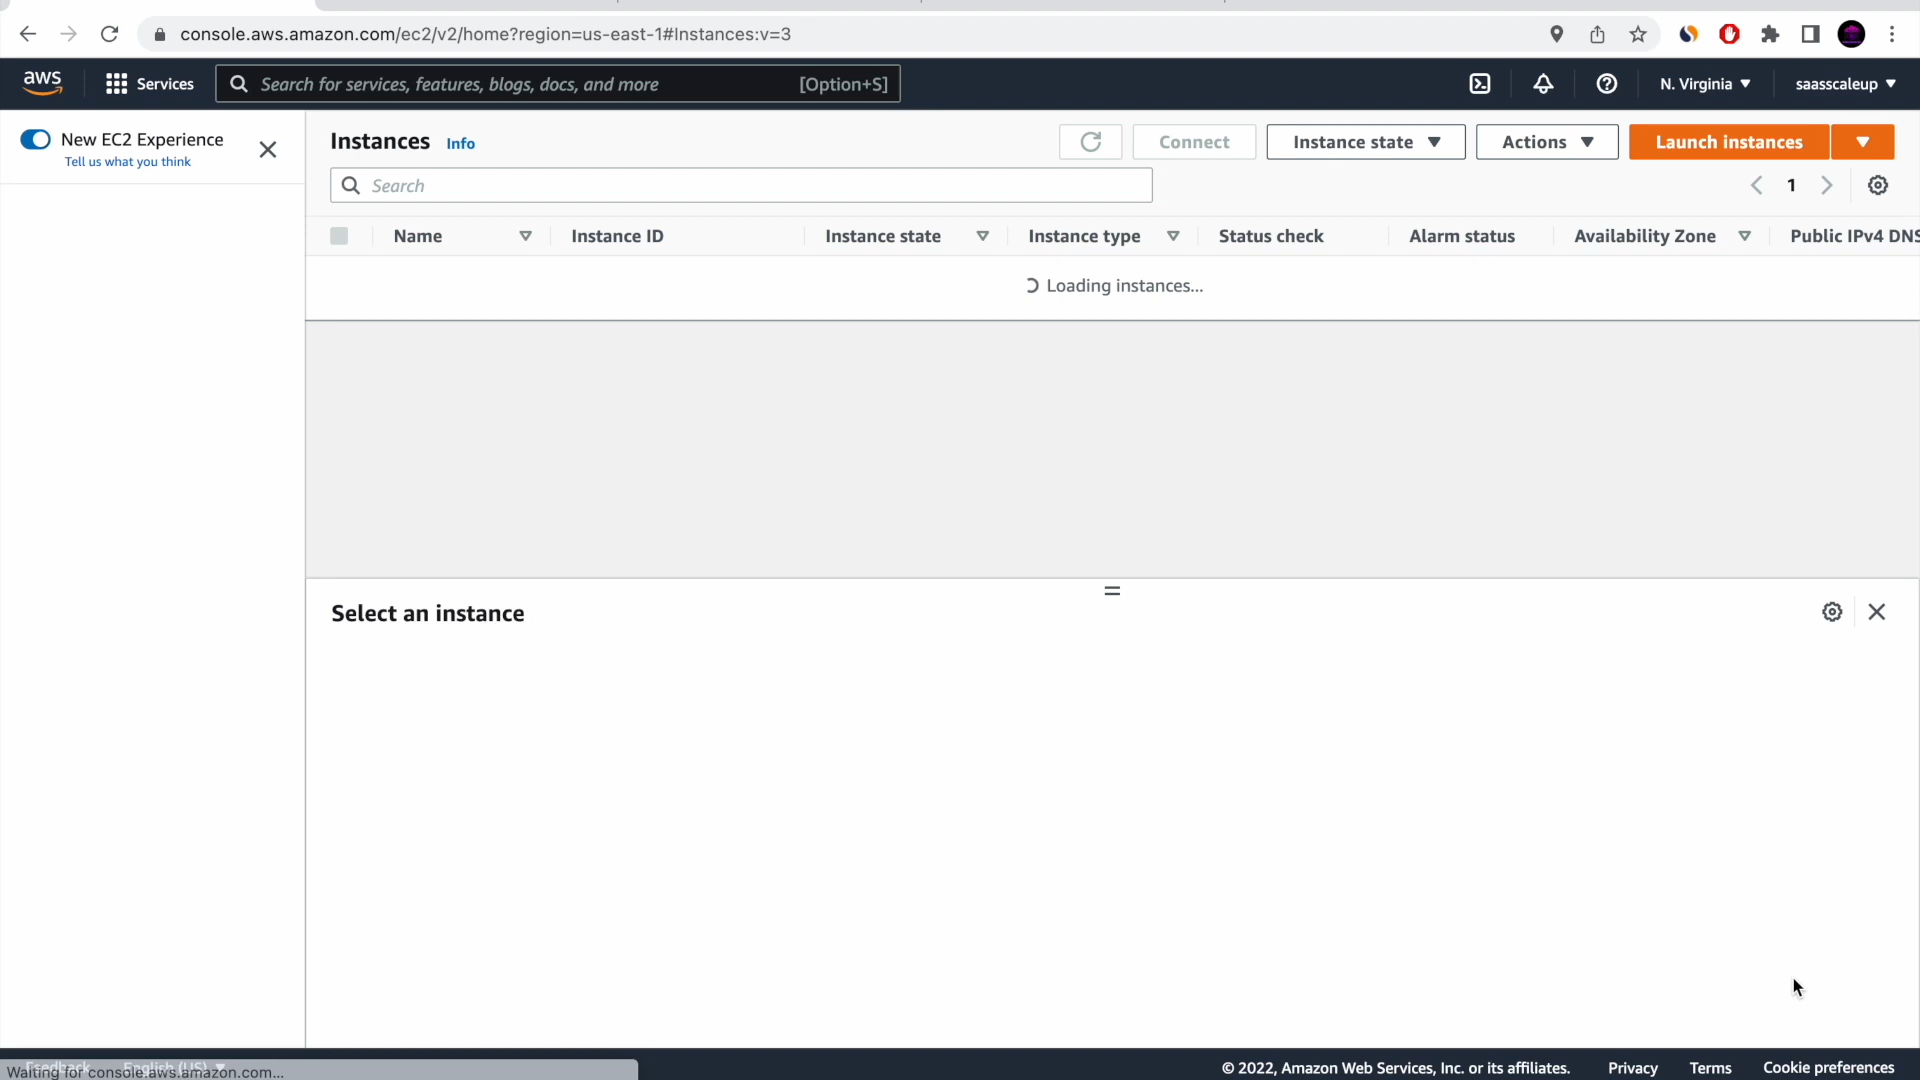 console.aws.amazon.com/ec2/v2/home?region=us-east-1#Instances:v=3
aws
Services
Search for services, features, blogs, docs, and more
[Option+S]
N. Virginia
saasscaleup
New EC2 Experience
Tell us what you think
Instances
Info
Connect
Instance state
Actions
Launch instances
Search
1
Name
Instance ID
Instance state
Instance type
Status check
Alarm status
Availability Zone
Public IPv4 DNS
Loading instances...
Select an instance
Feedback
English (US)
Waiting for console.aws.amazon.com...
© 2022, Amazon Web Services, Inc. or its affiliates.
Privacy
Terms
Cookie preferences